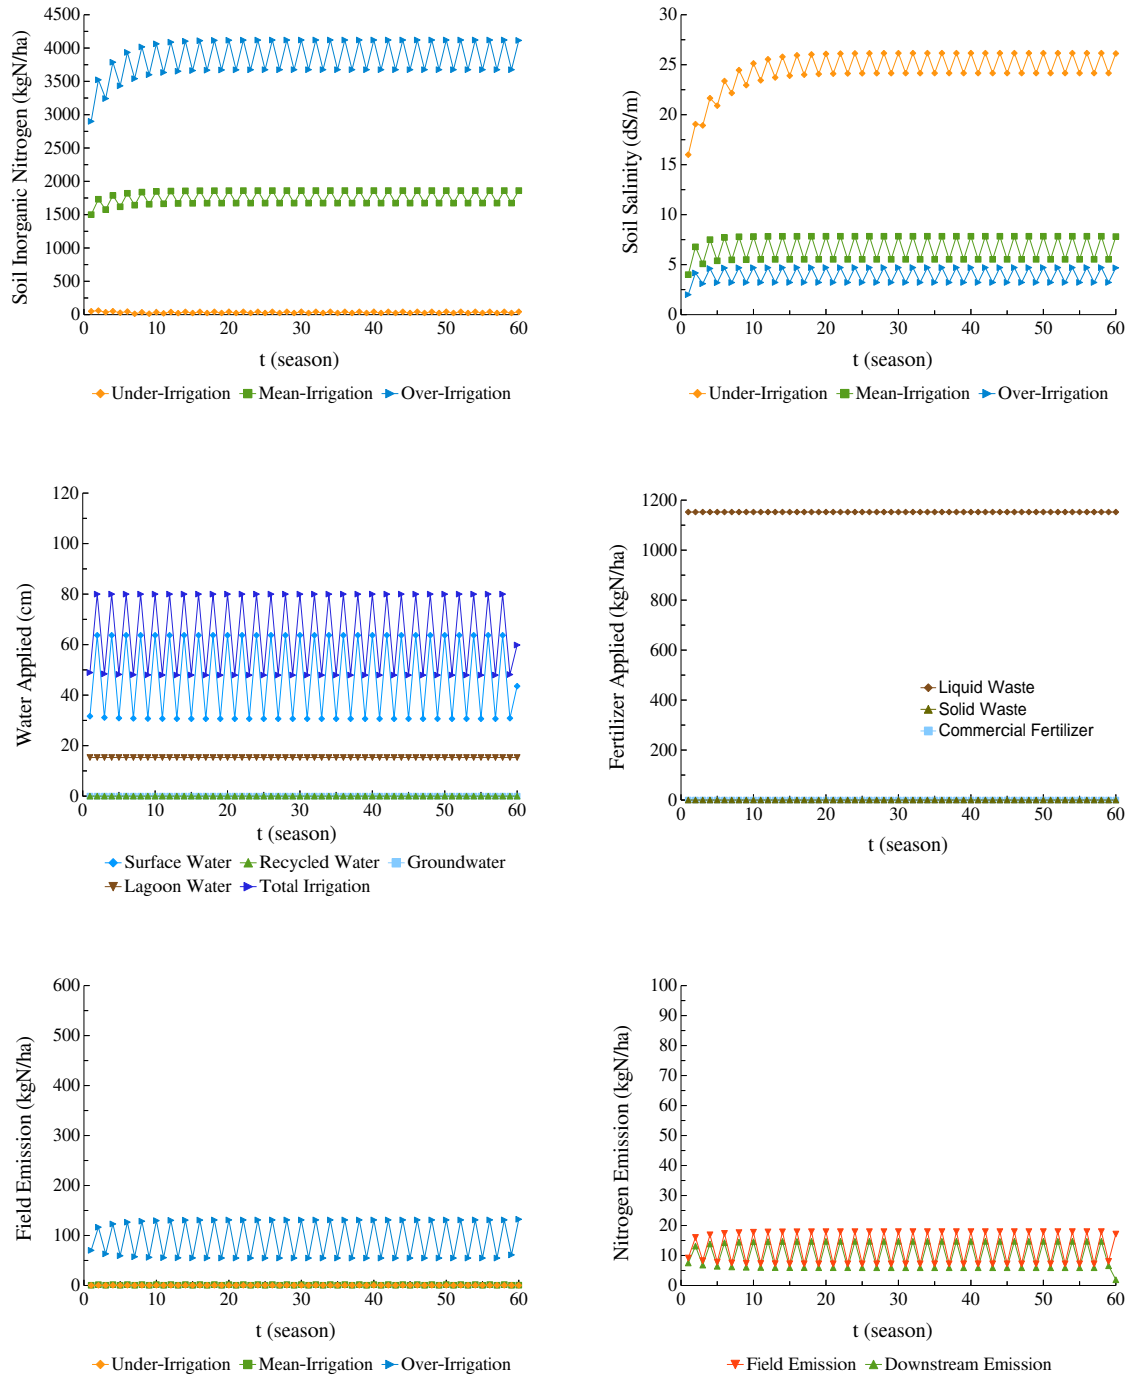 Soil Inorganic Nitrogen (kgN/ha)
4500
4000
3500
3000
2500
2000
1500
1000
500
0
0 10 20 30 40 50 60
t (season)
Under-Irrigation Mean-Irrigation Over-Irrigation
Soil Salinity (dS/m)
30
25
20
15
10
5
0
0 10 20 30 40 50 60
t (season)
Under-Irrigation Mean-Irrigation Over-Irrigation
Water Applied (cm)
120
100
80
60
40
20
0
0 10 20 30 40 50 60
t (season)
Surface Water Recycled Water Groundwater
Lagoon Water Total Irrigation
Fertilizer Applied (kgN/ha)
1200
1000
800
600
400
200
0
Liquid Waste
Solid Waste
Commercial Fertilizer
0 10 20 30 40 50 60
t (season)
Field Emission (kgN/ha)
600
500
400
300
200
100
0
0 10 20 30 40 50 60
t (season)
Under-Irrigation Mean-Irrigation Over-Irrigation
Nitrogen Emission (kgN/ha)
100
90
80
70
60
50
40
30
20
10
0
0 10 20 30 40 50 60
t (season)
Field Emission Downstream Emission